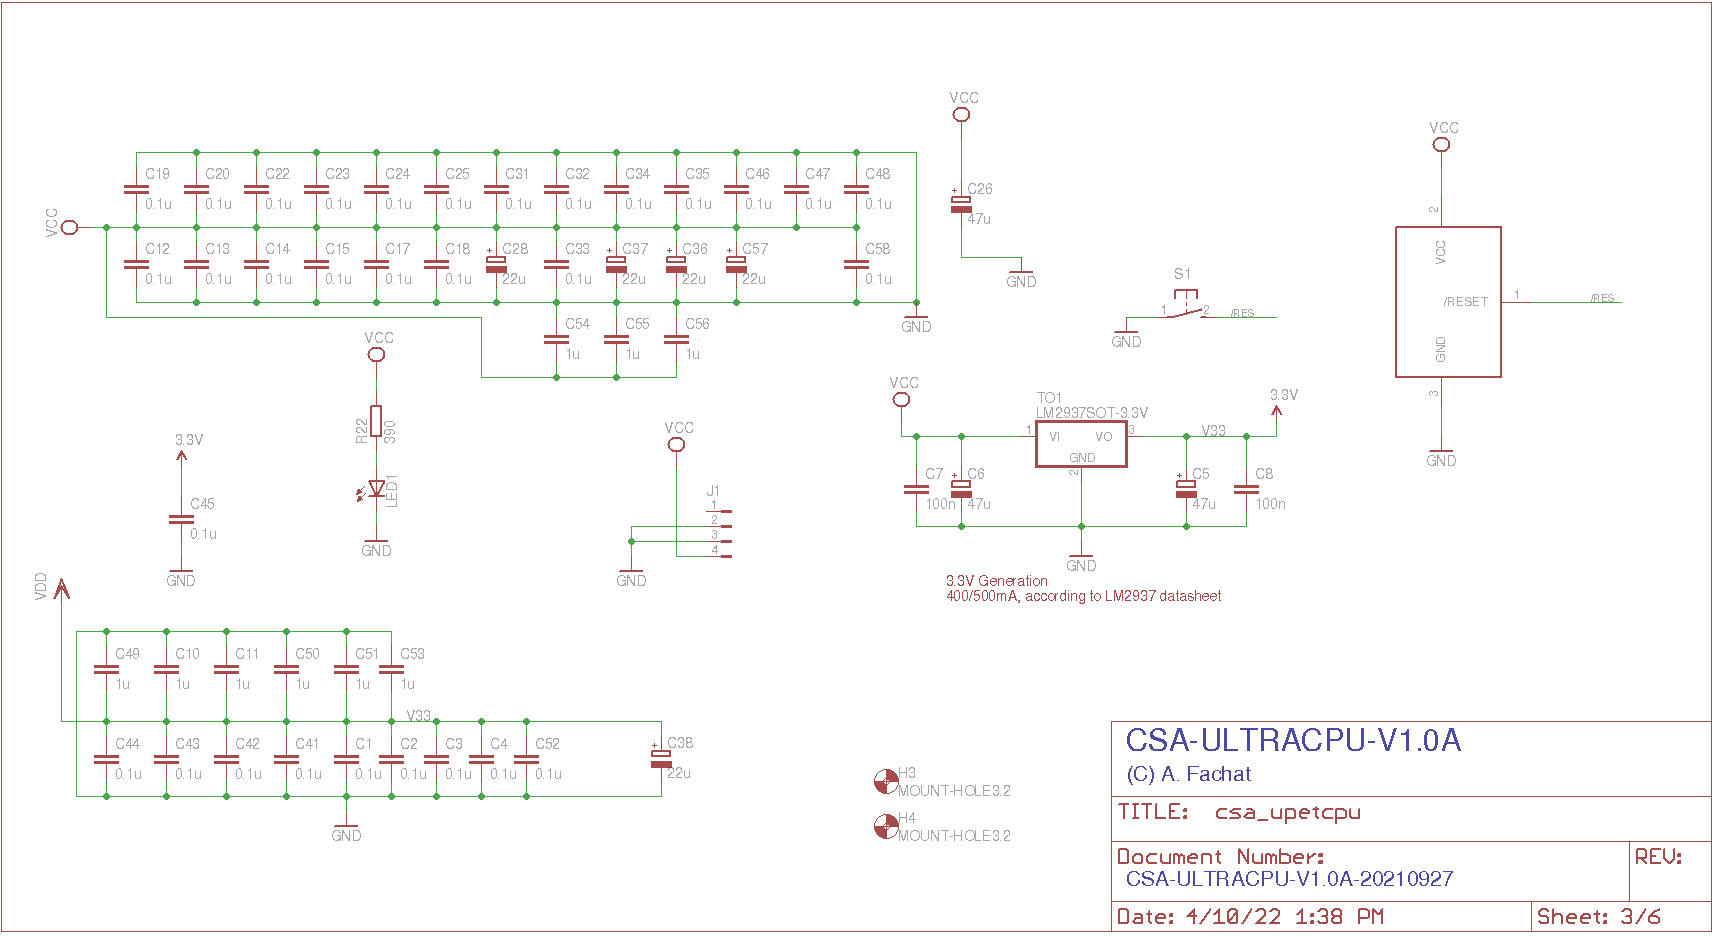 VCC
VCC
C19 C20 C22 C23 C24 C25 C31 C32 C34 C35 C46 C47 C48
0.1u 0.1u 0.1u 0.1u 0.1u 0.1u 0.1u 0.1u 0.1u 0.1u 0.1u 0.1u 0.1u
C26
+
47u
GND
VCC
2
VCC
/RESET
1
/RES
GND
3
GND
VCC
C12 C13 C14 C15 C17 C18 C28 C33 C37 C36 C57 C58
+ + + +
0.1u 0.1u 0.1u 0.1u 0.1u 0.1u 22u 0.1u 22u 22u 22u 0.1u
GND
C54 C55 C56
1u 1u 1u
S1
1 2 /RES
GND
VCC
R22
390
LED1
GND
VCC
TO1
LM2937SOT-3.3V
1 VI VO 3
GND
2
V33
3.3V
C7 C6 C5 C8
+ +
100n 47u 47u 100n
GND
3.3V Generation
400/500mA, according to LM2937 datasheet
3.3V
C45
0.1u
GND
VCC
J1
1
2
3
4
GND
VDD
C49 C10 C11 C50 C51 C53
1u 1u 1u 1u 1u 1u
V33
C44 C43 C42 C41 C1 C2 C3 C4 C52 C38
+
0.1u 0.1u 0.1u 0.1u 0.1u 0.1u 0.1u 0.1u 0.1u 22u
GND
H3
MOUNT-HOLE3.2
H4
MOUNT-HOLE3.2
CSA-ULTRACPU-V1.0A
(C) A. Fachat
TITLE: csa_upetcpu
Document Number:
CSA-ULTRACPU-V1.0A-20210927
REV:
Date: 4/10/22 1:38 PM
Sheet: 3/6